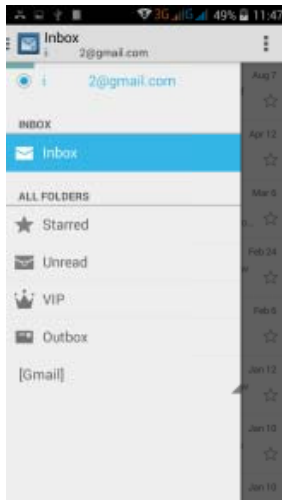 3G G 49% 11:47
Inbox
i 2@gmail.com
i 2@gmail.com
Aug 7
INBOX
Apr 12
Inbox
Mar 6
ALL FOLDERS
Starred
Feb 24
Unread
VIP
Feb 6
Outbox
[Gmail]
Jan 12
Jan 10
Jan 10